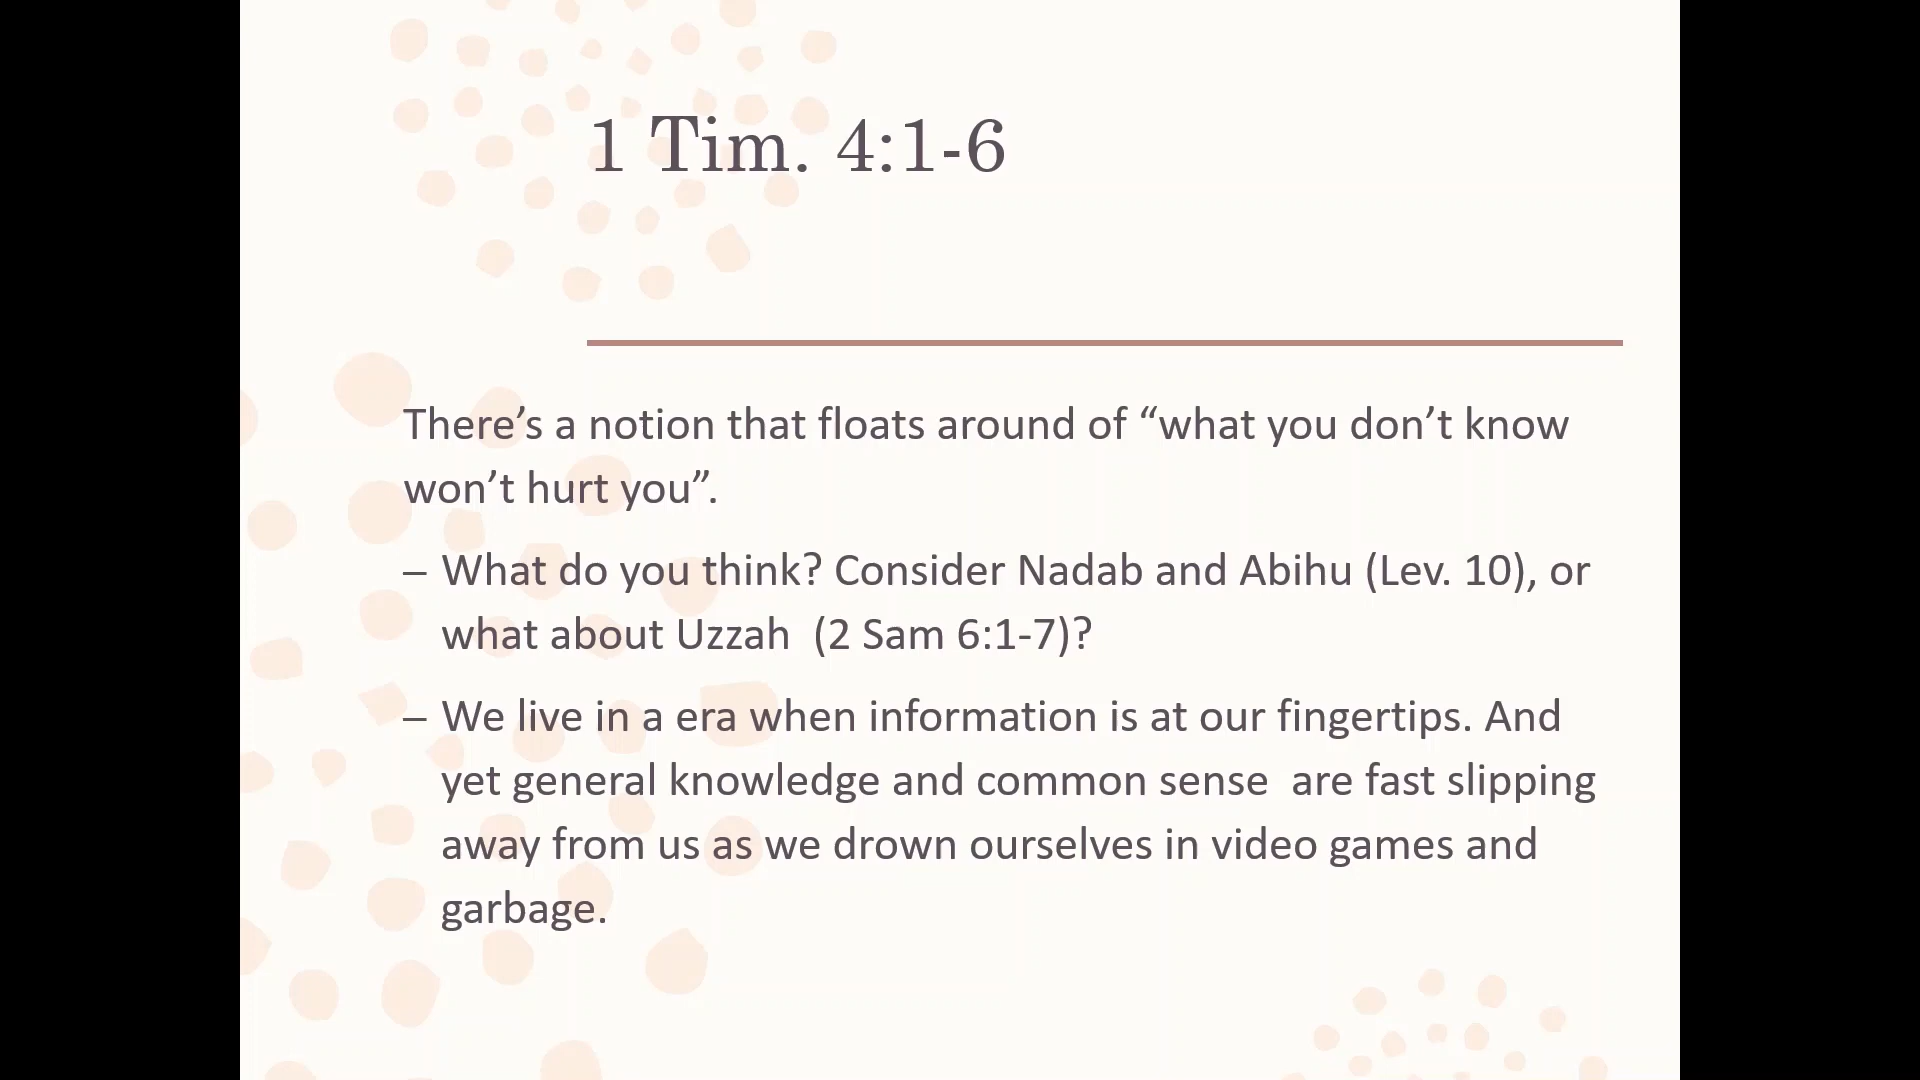 1 Tim. 4:1-6
There’s a notion that floats around of “what you don’t know
won’t hurt you”.
– What do you think? Consider Nadab and Abihu (Lev. 10), or
what about Uzzah  (2 Sam 6:1-7)?
– We live in a era when information is at our fingertips. And
yet general knowledge and common sense  are fast slipping
away from us as we drown ourselves in video games and
garbage.